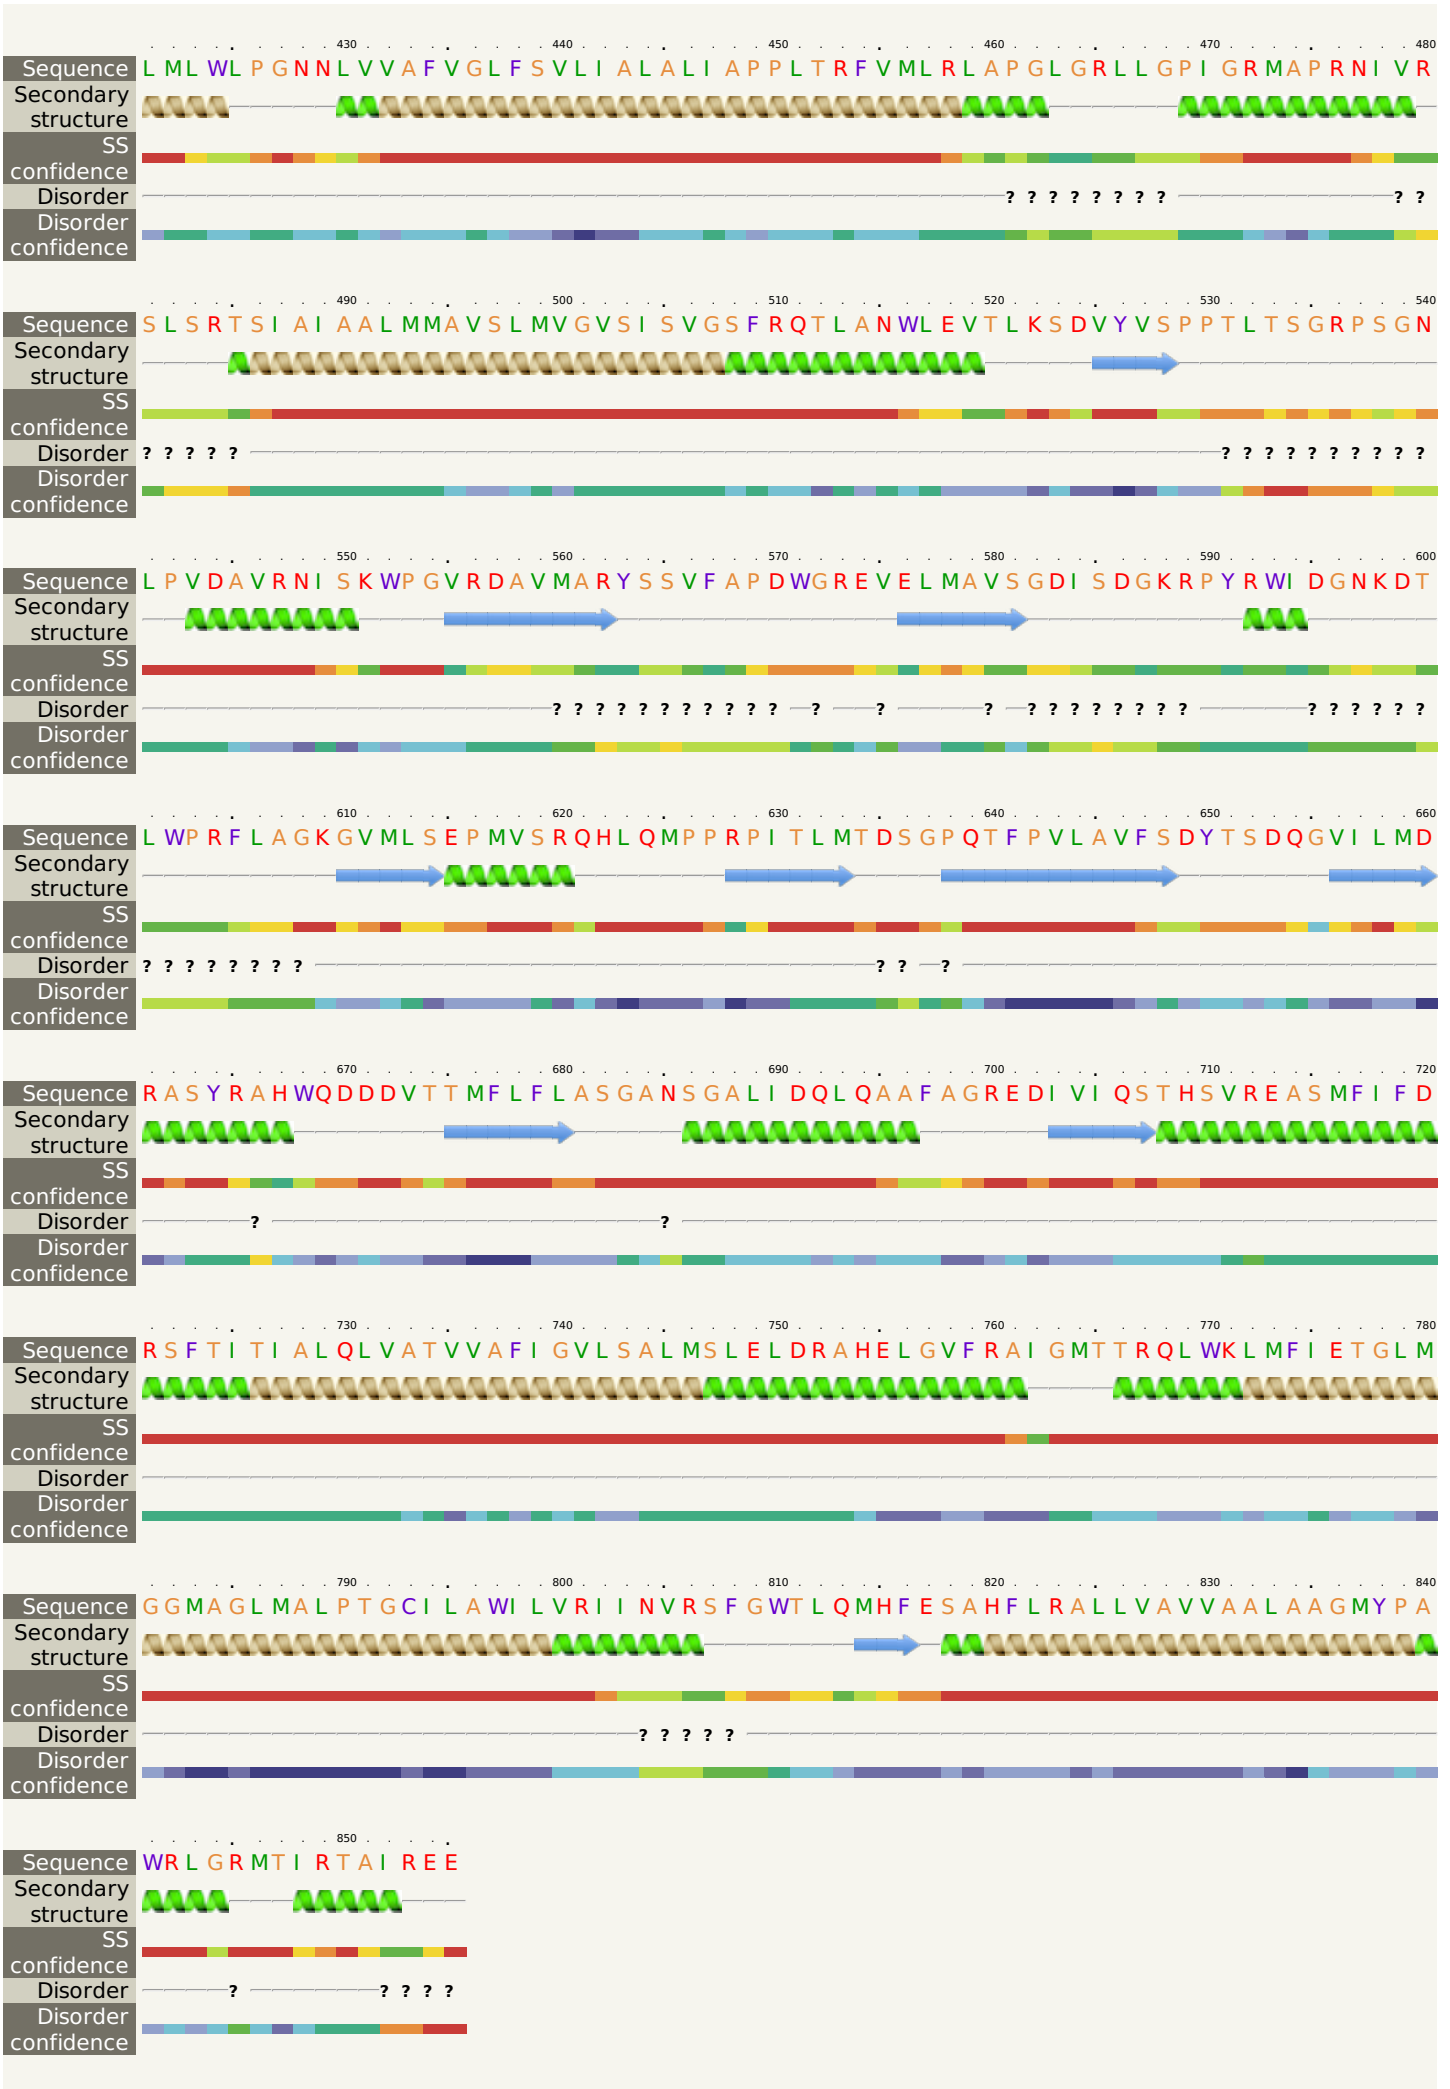 430 440 450 460 470 480
Sequence LMLWLPGNNLVVAFVGLFSVLIALALIAPPLTRFVMLRLAPGLGRLLGPIGRMAPRNIVR
Secondary
structure
SS
confidence
Disorder ? ? ? ? ? ? ? ? ? ?
Disorder
confidence
490 500 510 520 530 540
Sequence SLSRTSIAIAALMMAVSLMVGVSISVGSFRQTLANWLEVTLKSDVYVSPPTLTSGRPSGN
Secondary
structure
SS
confidence
Disorder ? ? ? ? ? ? ? ? ? ? ? ? ? ? ?
Disorder
confidence
550 560 570 580 590 600
Sequence LPVDAVRNISKWPGVRDAVMARYSSVFAPDWGREVELMAVSGDISDGKRPYRWIDGNKDT
Secondary
structure
SS
confidence
Disorder ? ? ? ? ? ? ? ? ? ? ? ? ? ? ? ? ? ? ? ? ? ? ? ? ? ? ? ?
Disorder
confidence
610 620 630 640 650 660
Sequence LWPRFLAGKGVMLSEPMVSRQHLQMPPRPITLMTDSGPQTFPVLAVFSDYTSDQGVILMD
Secondary
structure
SS
confidence
Disorder ? ? ? ? ? ? ? ? ? ? ?
Disorder
confidence
670 680 690 700 710 720
Sequence RASYRAHWQDDDVTTMFLFLASGANSGALIDQLQAAFAGREDIVIQSTHSVREASMFIFD
Secondary
structure
SS
confidence
Disorder ? ?
Disorder
confidence
730 740 750 760 770 780
Sequence RSFTITIALQLVATVVAFIGVLSALMSLELDRAHELGVFRAIGMTTRQLWKLMFIETGLM
Secondary
structure
SS
confidence
Disorder
Disorder
confidence
790 800 810 820 830 840
Sequence GGMAGLMALPTGCILAWILVRIINVRSFGWTLQMHFESAHFLRALLVAVVAALAAGMYPA
Secondary
structure
SS
confidence
Disorder ? ? ? ? ?
Disorder
confidence
850
Sequence WRLGRMTIRTAIREE
Secondary
structure
SS
confidence
Disorder ? ? ? ? ?
Disorder
confidence